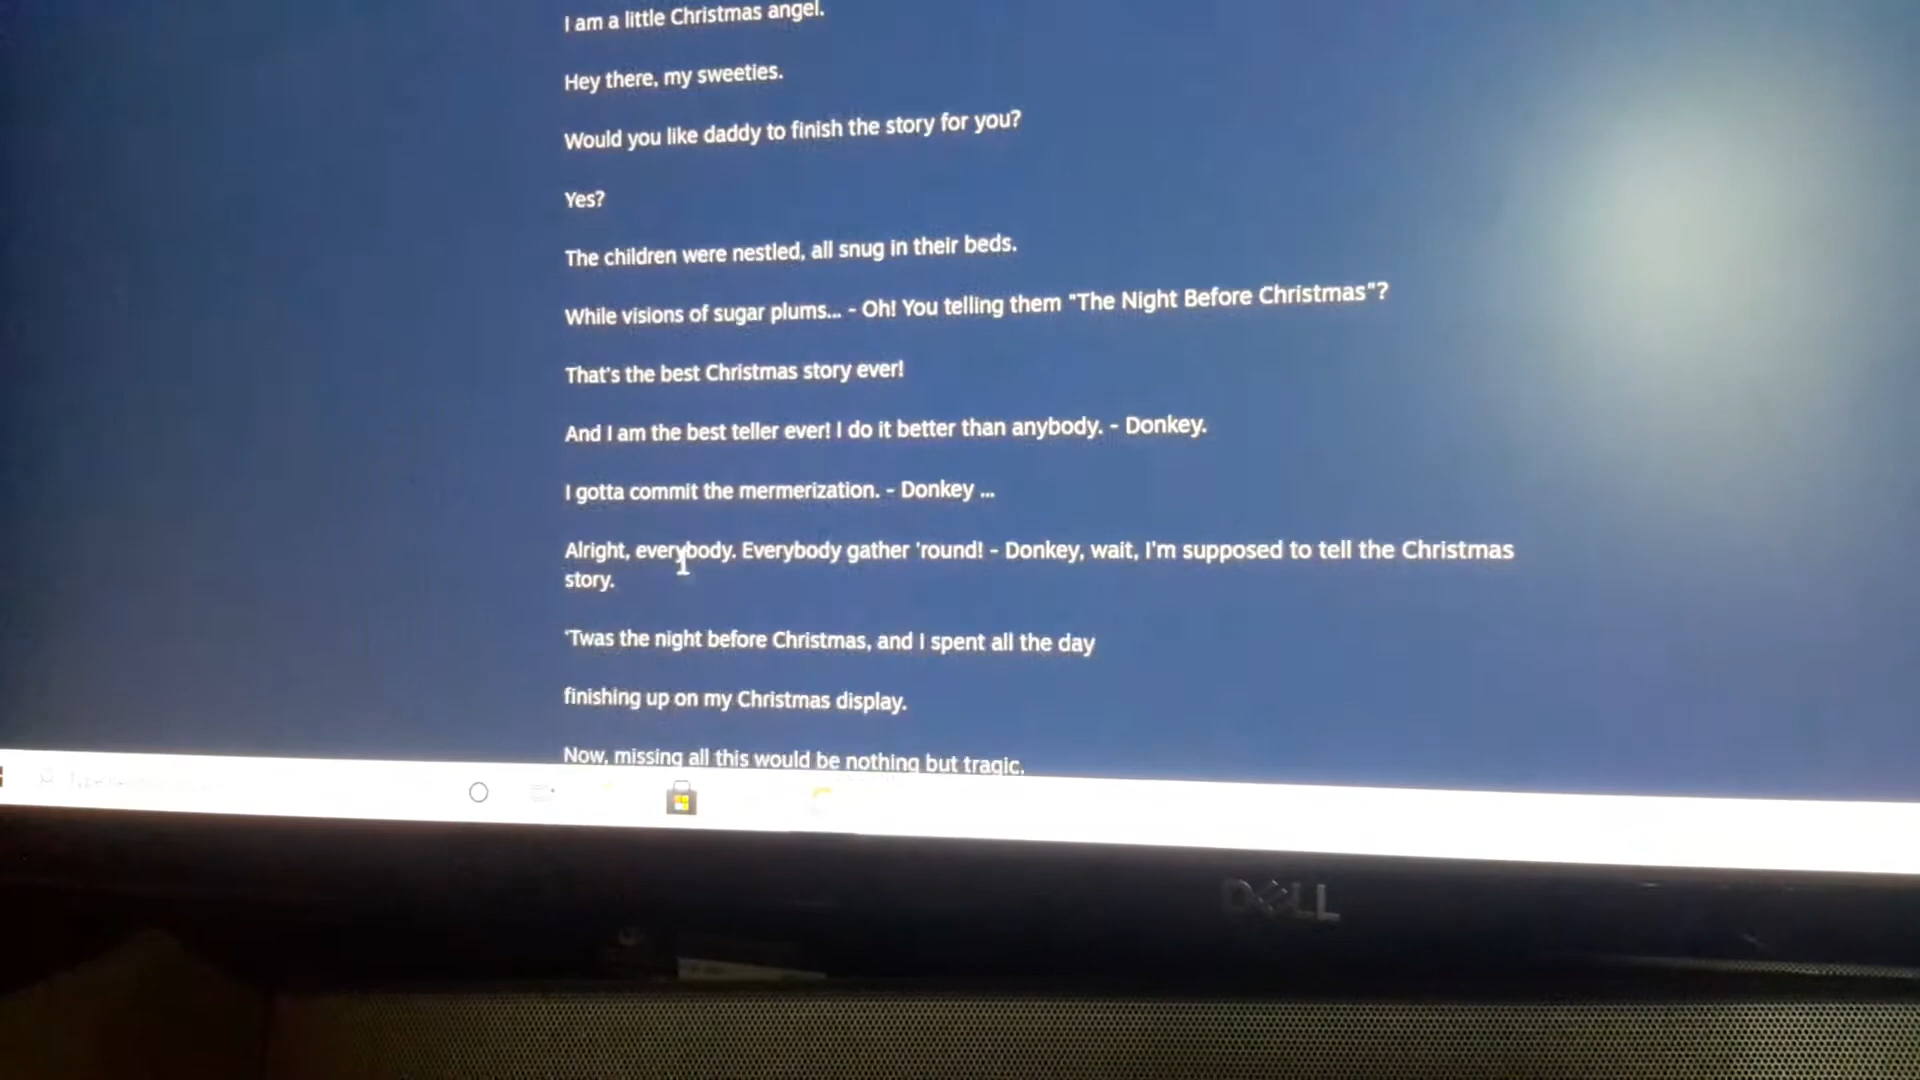 I am a little Christmas angel.
Hey there, my sweeties.
Would you like daddy to finish the story for you?
Yes?
The children were nestled, all snug in their beds.
While visions of sugar plums... - Oh! You telling them "The Night Before Christmas"?
That's the best Christmas story ever!
And I am the best teller ever! I do it better than anybody. - Donkey.
I gotta commit the mermerization. - Donkey ...
Alright, everybody. Everybody gather 'round! - Donkey, wait, I'm supposed to tell the Christmas
story.
'Twas the night before Christmas, and I spent all the day
finishing up on my Christmas display.
Now, missing all this would be nothing but tragic,
DELL